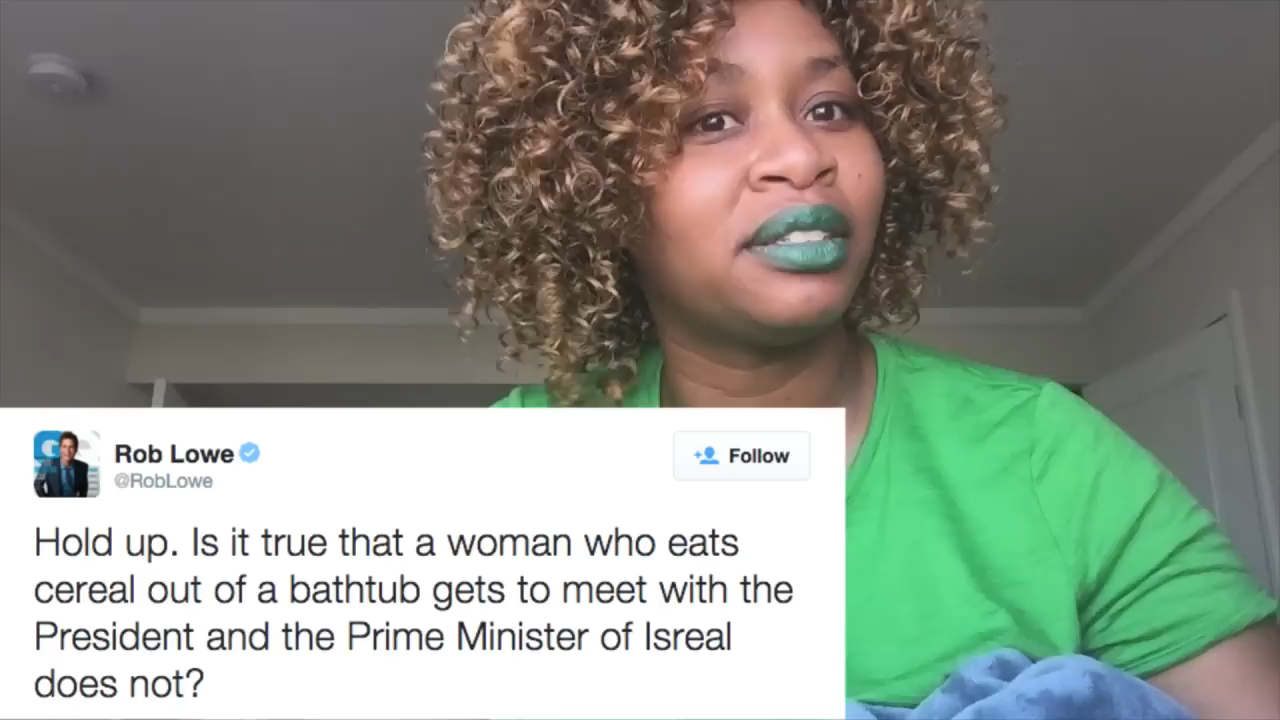 Rob Lowe
@RobLowe
Follow
Hold up. Is it true that a woman who eats
cereal out of a bathtub gets to meet with the
President and the Prime Minister of Isreal
does not?